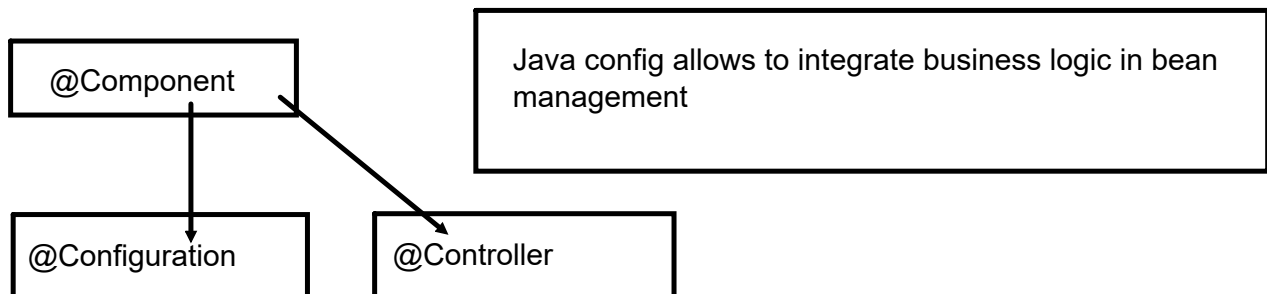 @Component
Java config allows to integrate business logic in bean
management
@Configuration
@Controller